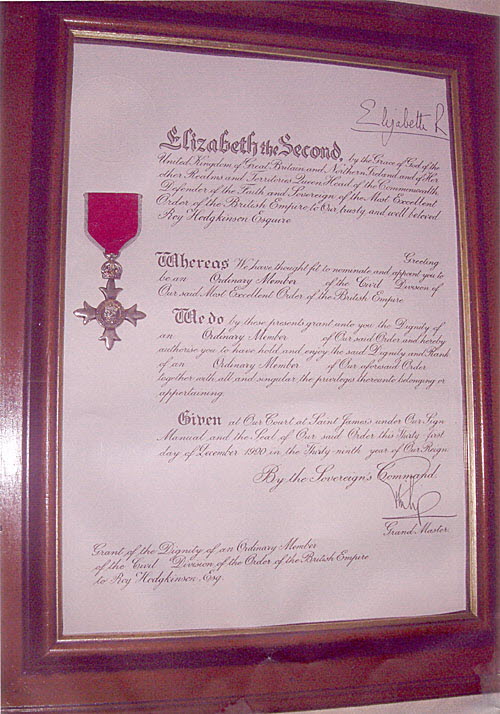 Elizabeth R
Elizabeth the Second, by the Grace of God of the
United Kingdom of Great Britain and Northern Ireland and of Her
other Realms and Territories Queen Head of the Commonwealth
Defender of the Faith and Sovereign of the Most Excellent
Order of the British Empire to Our trusty and well beloved
Roy Hodgkinson Esquire
Greeting
Whereas We have thought fit to nominate and appoint you to
be an Ordinary Member of the Civil Division of
Our said Most Excellent Order of the British Empire
We do by these presents grant unto you the Dignity of
an Ordinary Member of Our said Order and hereby
authorise you to have hold and enjoy the said Dignity and Rank
of an Ordinary Member of Our aforesaid Order
together with all and singular the privileges thereunto belonging or
appertaining.
Given at Our Court at Saint James's under Our Sign
Manual and the Seal of Our said Order this Thirty-first
day of December 1990 in the Thirty-ninth year of Our Reign.
By the Sovereign's Command.
Grand Master.
Grant of the Dignity of an Ordinary Member
of the Civil Division of the Order of the British Empire
to Roy Hodgkinson, Esq.